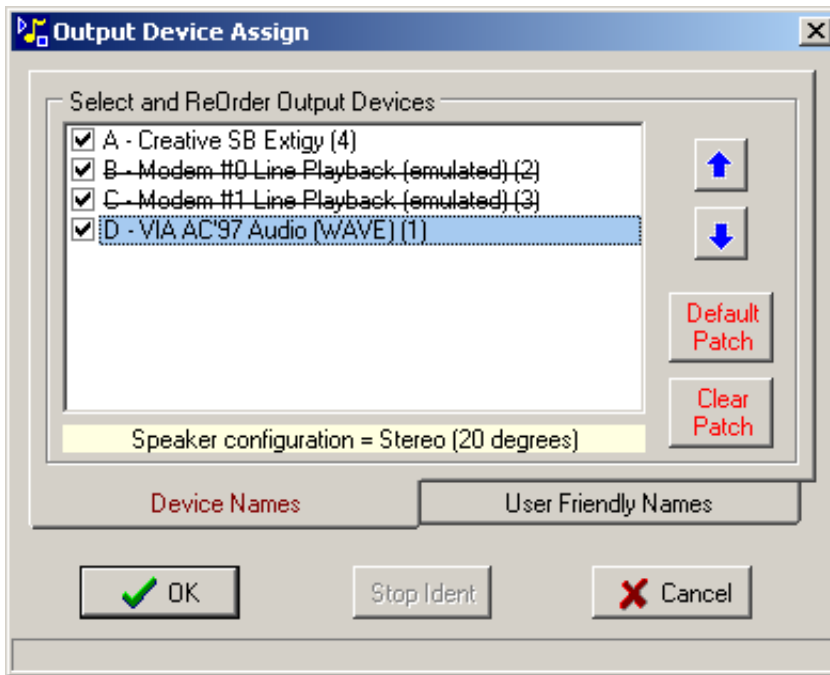 Output Device Assign
Select and ReOrder Output Devices
A - Creative SB Extigy (4)
B - Modem #0 Line Playback (emulated) (2)
C - Modem #1 Line Playback (emulated) (3)
D - VIA AC'97 Audio (WAVE) (1)
Default
Patch
Clear
Patch
Speaker configuration = Stereo (20 degrees)
Device Names
User Friendly Names
OK
Stop Ident
Cancel